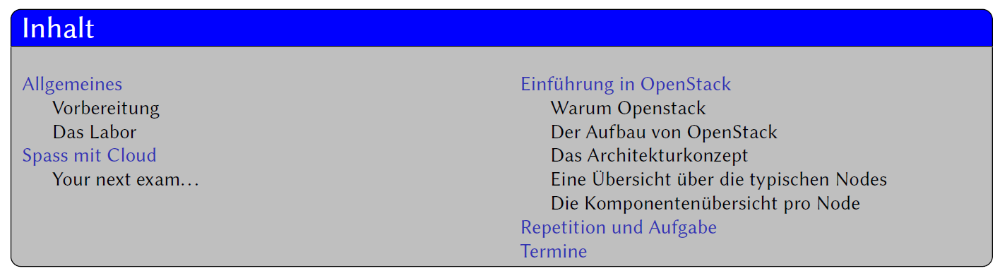 Inhalt
Allgemeines
Vorbereitung
Das Labor
Spass mit Cloud
Your next exam…
Einführung in OpenStack
Warum Openstack
Der Aufbau von OpenStack
Das Architekturkonzept
Eine Übersicht über die typischen Nodes
Die Komponentenübersicht pro Node
Repetition und Aufgabe
Termine